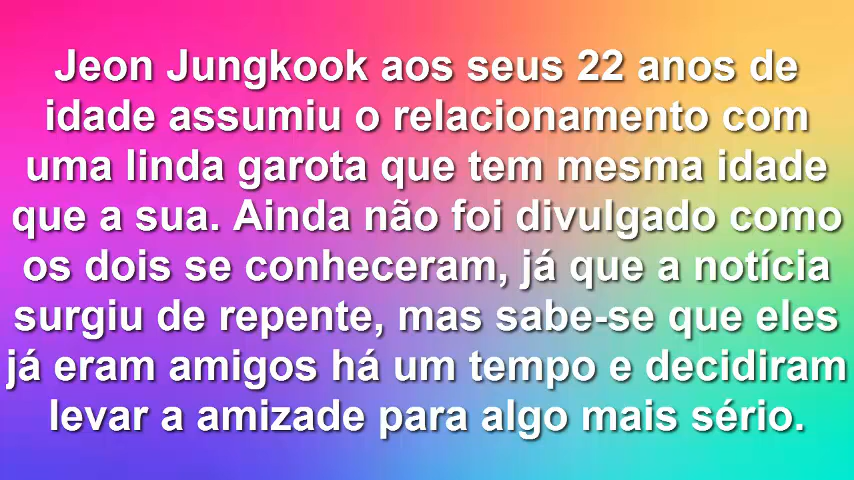 Jeon Jungkook aos seus 22 anos de
idade assumiu o relacionamento com
uma linda garota que tem mesma idade
que a sua. Ainda não foi divulgado como
os dois se conheceram, já que a notícia
surgiu de repente, mas sabe-se que eles
já eram amigos há um tempo e decidiram
levar a amizade para algo mais sério.